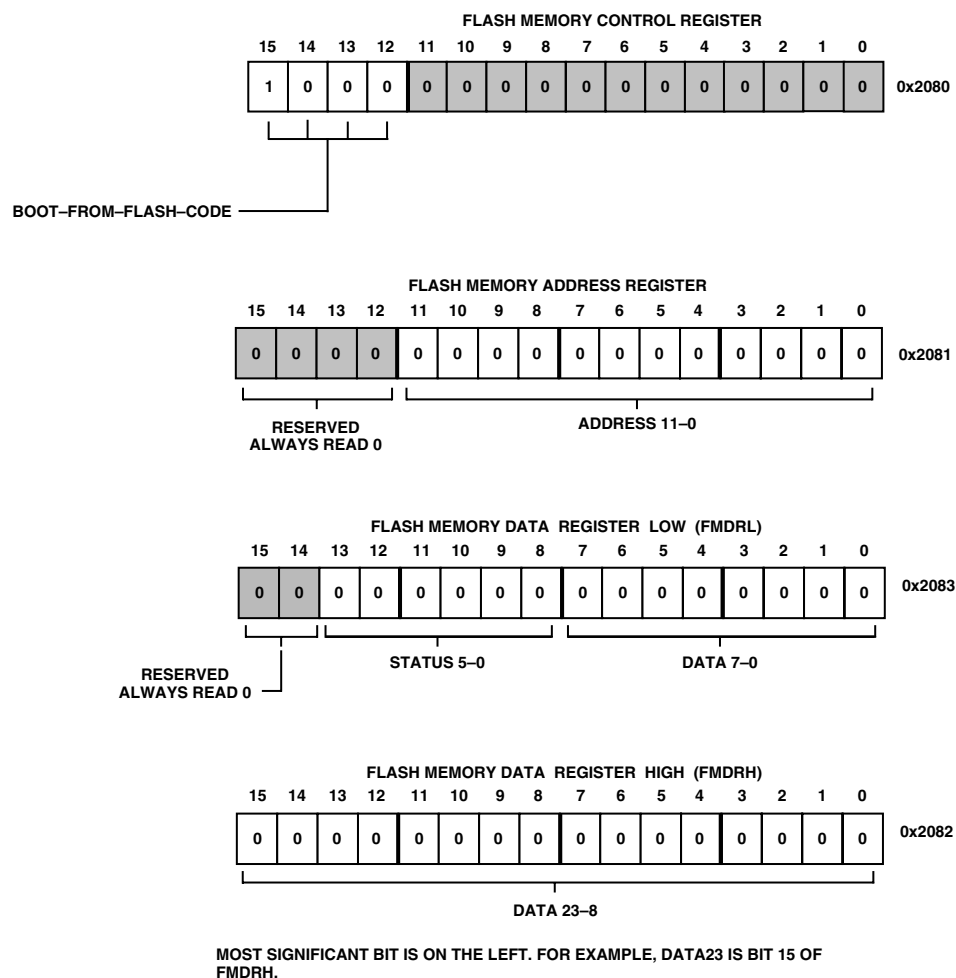 FLASH MEMORY CONTROL REGISTER
15 14 13 12 11 10 9 8 7 6 5 4 3 2 1 0
1 0 0 0 0 0 0 0 0 0 0 0 0 0 0 0 0x2080
BOOT–FROM–FLASH–CODE
FLASH MEMORY ADDRESS REGISTER
15 14 13 12 11 10 9 8 7 6 5 4 3 2 1 0
0 0 0 0 0 0 0 0 0 0 0 0 0 0 0 0 0x2081
RESERVED
ALWAYS READ 0
ADDRESS 11–0
FLASH MEMORY DATA REGISTER LOW (FMDRL)
15 14 13 12 11 10 9 8 7 6 5 4 3 2 1 0
0 0 0 0 0 0 0 0 0 0 0 0 0 0 0 0 0x2083
RESERVED
ALWAYS READ 0
STATUS 5–0
DATA 7–0
FLASH MEMORY DATA REGISTER HIGH (FMDRH)
15 14 13 12 11 10 9 8 7 6 5 4 3 2 1 0
0 0 0 0 0 0 0 0 0 0 0 0 0 0 0 0 0x2082
DATA 23–8
MOST SIGNIFICANT BIT IS ON THE LEFT. FOR EXAMPLE, DATA23 IS BIT 15 OF
FMDRH.